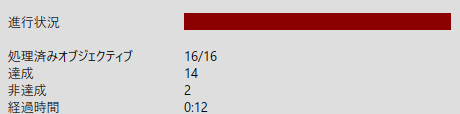 進行状況
処理済みオブジェクティブ 16/16
達成 14
非達成 2
経過時間 0:12